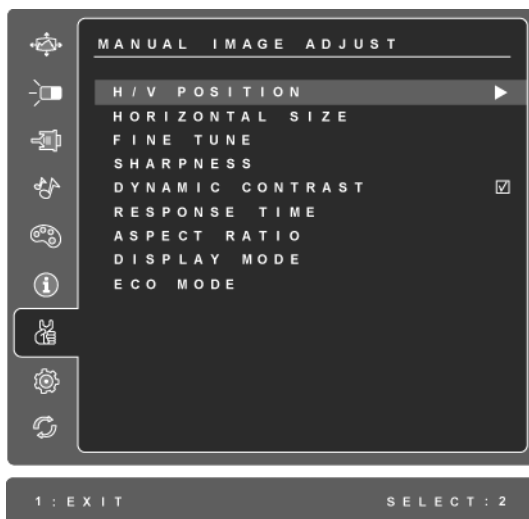 MANUAL IMAGE ADJUST
H/V POSITION
HORIZONTAL SIZE
FINE TUNE
SHARPNESS
DYNAMIC CONTRAST
RESPONSE TIME
ASPECT RATIO
DISPLAY MODE
ECO MODE
1:EXIT SELECT:2